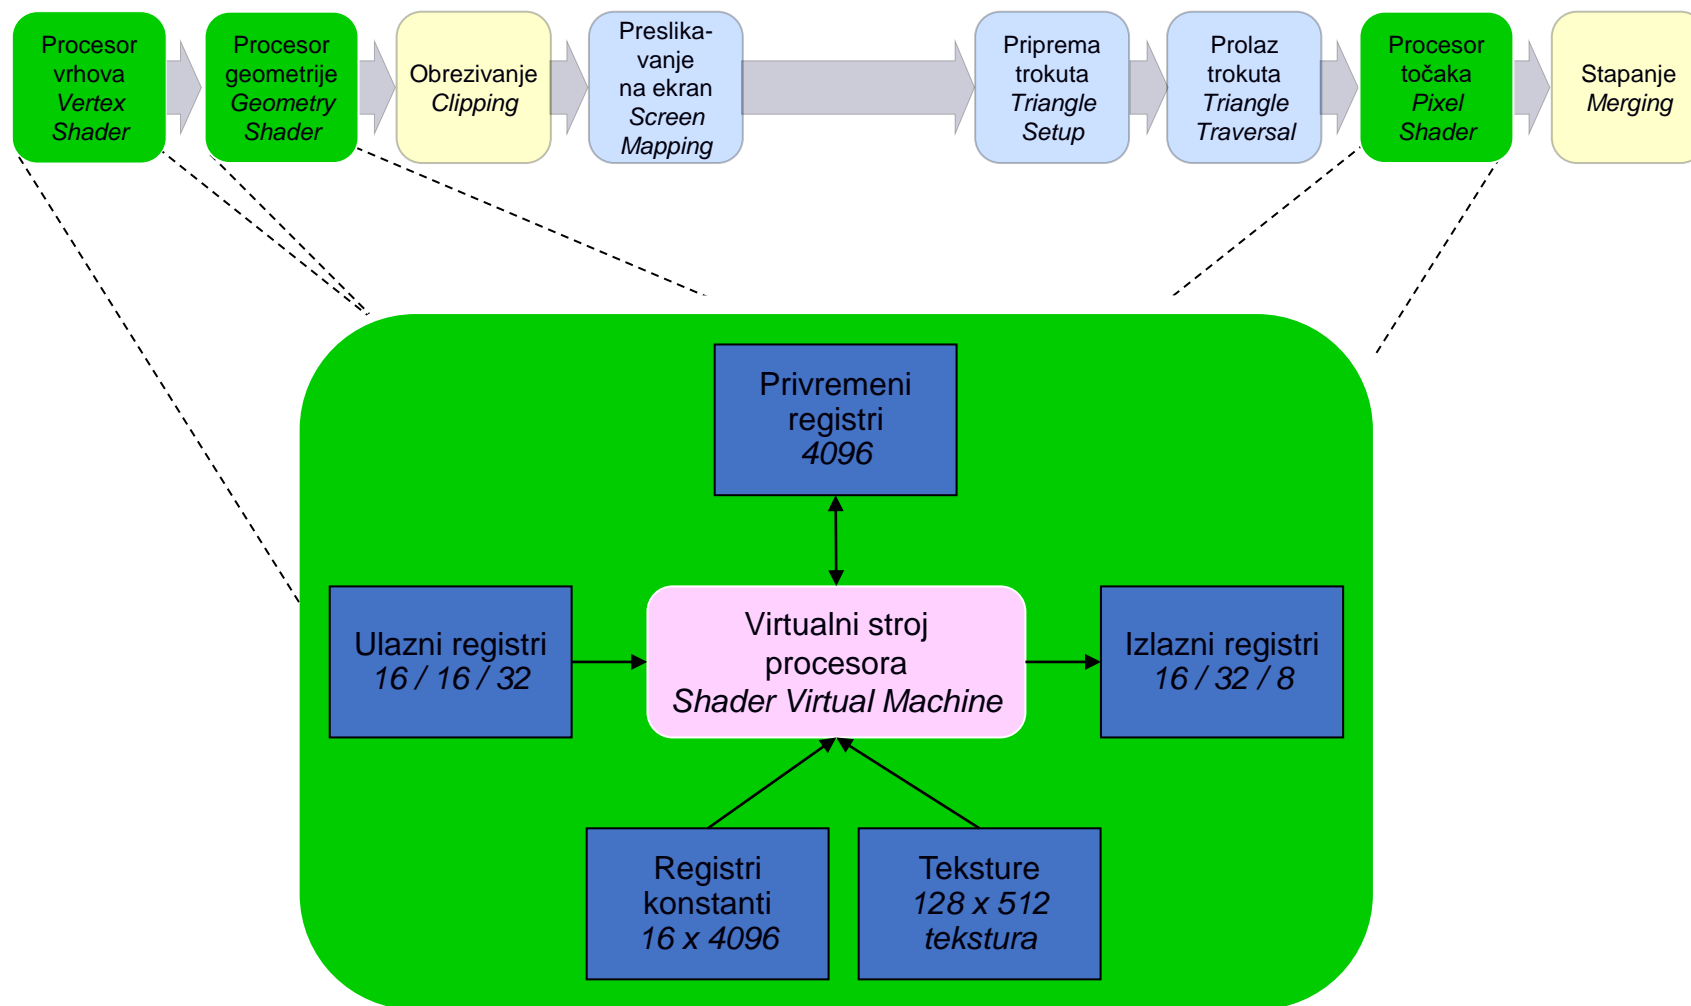 Procesor
vrhova
Vertex
Shader
Procesor
geometrije
Geometry
Shader
Obrezivanje
Clipping
Preslika-
vanje
na ekran
Screen
Mapping
Priprema
trokuta
Triangle
Setup
Prolaz
trokuta
Triangle
Traversal
Procesor
točaka
Pixel
Shader
Stapanje
Merging
Privremeni
registri
4096
Ulazni registri
16 / 16 / 32
Virtualni stroj
procesora
Shader Virtual Machine
Izlazni registri
16 / 32 / 8
Registri
konstanti
16 x 4096
Teksture
128 x 512
tekstura